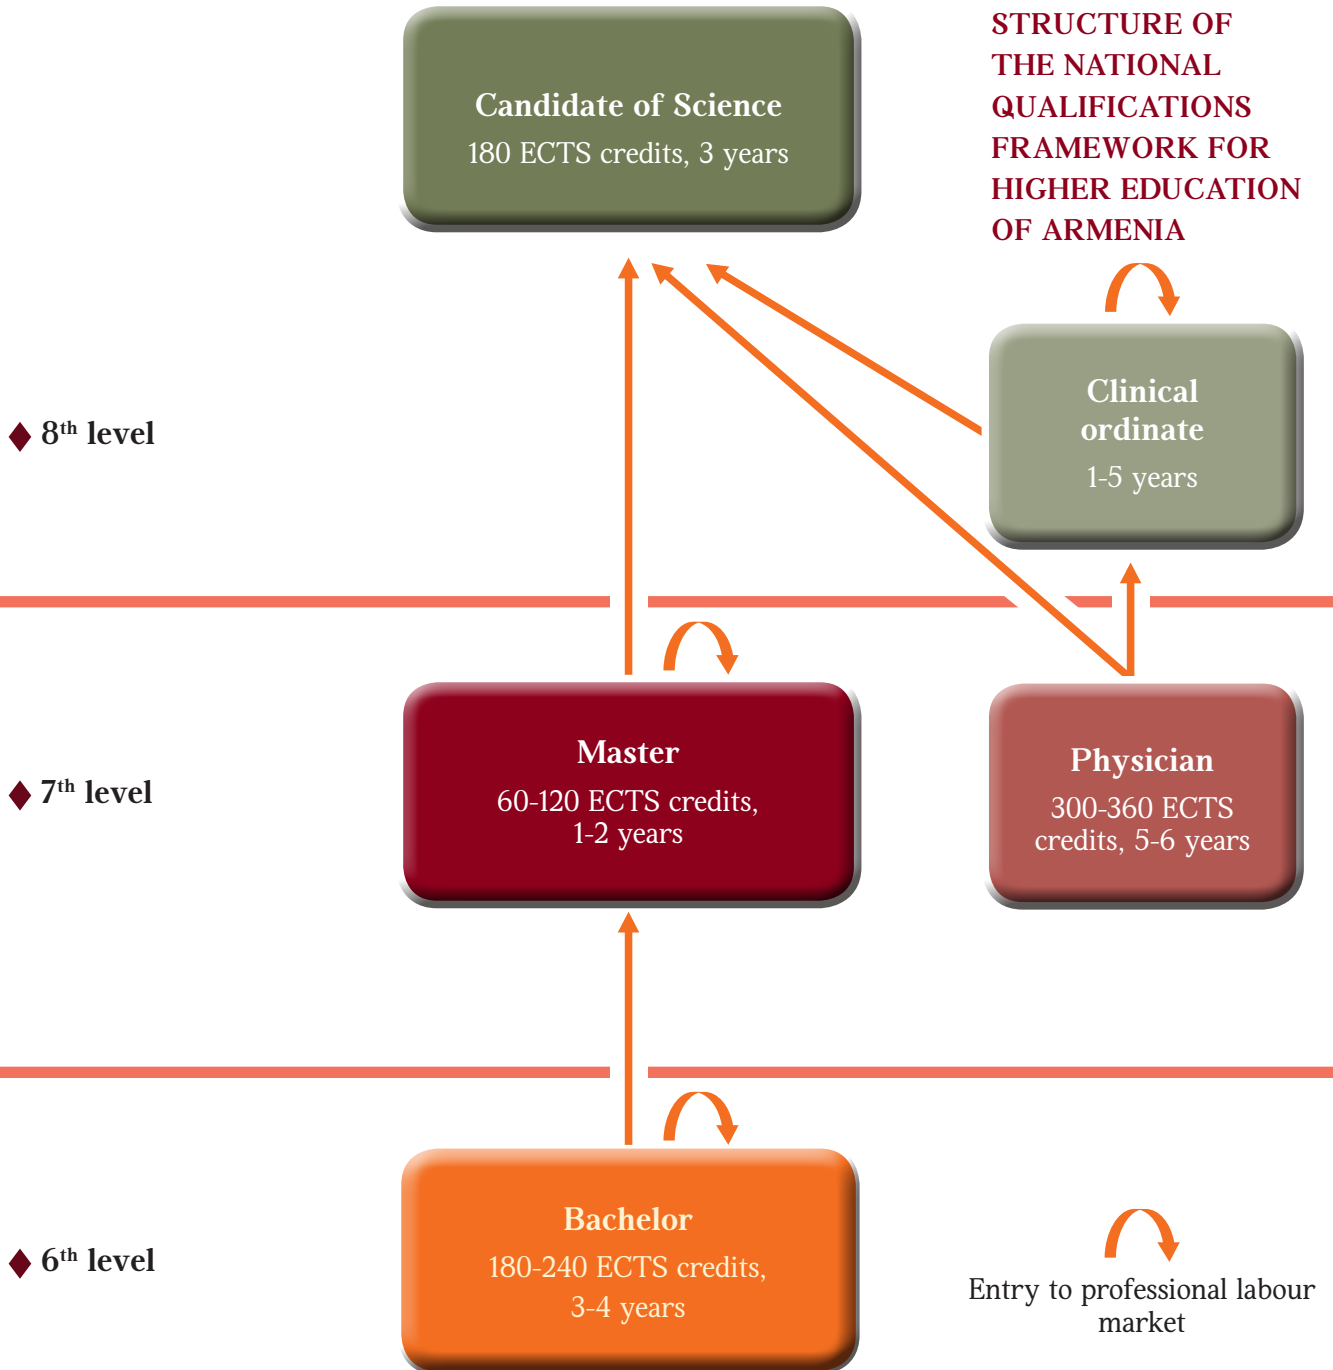 STRUCTURE OF
THE NATIONAL
QUALIFICATIONS
FRAMEWORK FOR
HIGHER EDUCATION
OF ARMENIA
Candidate of Science
180 ECTS credits, 3 years
Clinical
ordinate
1-5 years
8th level
Master
60-120 ECTS credits,
1-2 years
Physician
300-360 ECTS
credits, 5-6 years
7th level
Bachelor
180-240 ECTS credits,
3-4 years
6th level
Entry to professional labour
market